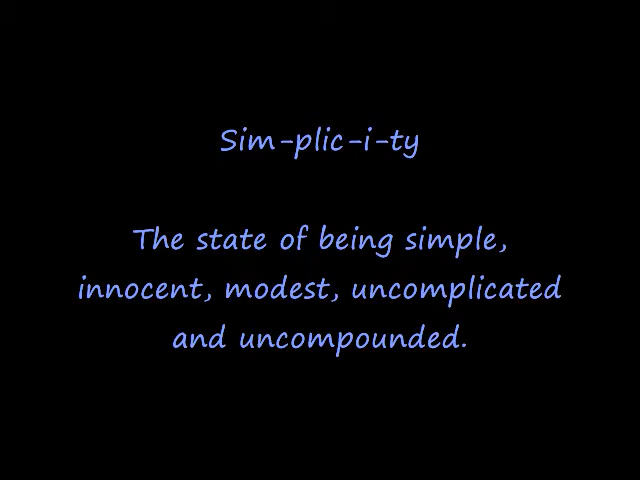 Sim-plic-i-ty
The state of being simple,
innocent, modest, uncomplicated
and uncompounded.